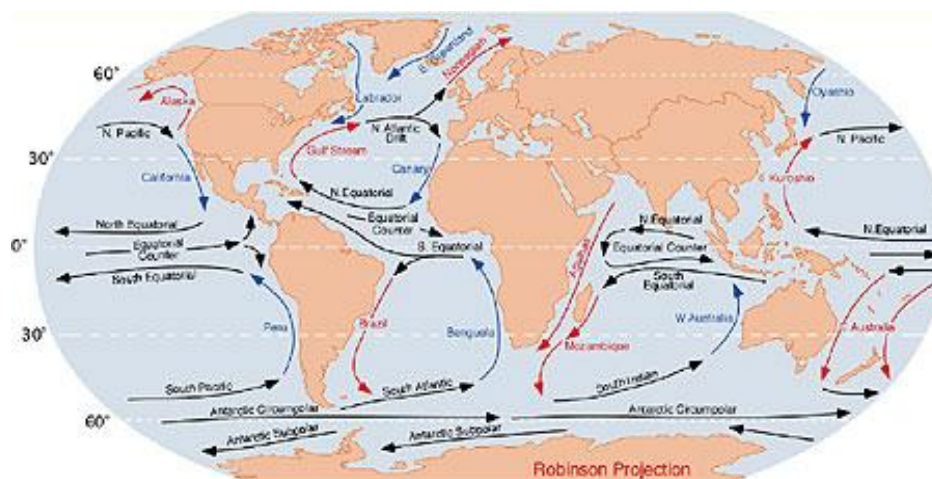 60°
Alaska
N. Pacific
30°
California
North Equatorial
0°
Equatorial
Counter
South Equatorial
Peru
30°
South Pacific
60°
Antarctic Circumpolar
Antarctic Subpolar
Labrador
E. Greenland
Norwegian
N. Atlantic
Drift
Gulf Stream
Canary
N. Equatorial
Equatorial
Counter
S. Equatorial
Brazil
Benguela
South Atlantic
Antarctic Subpolar
Agulhas
Mozambique
N.Equatorial
Equatorial Counter
South
Equatorial
W.Australia
South Indian
Antarctic Circumpolar
Oyashio
N. Pacific
Kuroshio
N.Equatorial
E. Australia
Robinson Projection